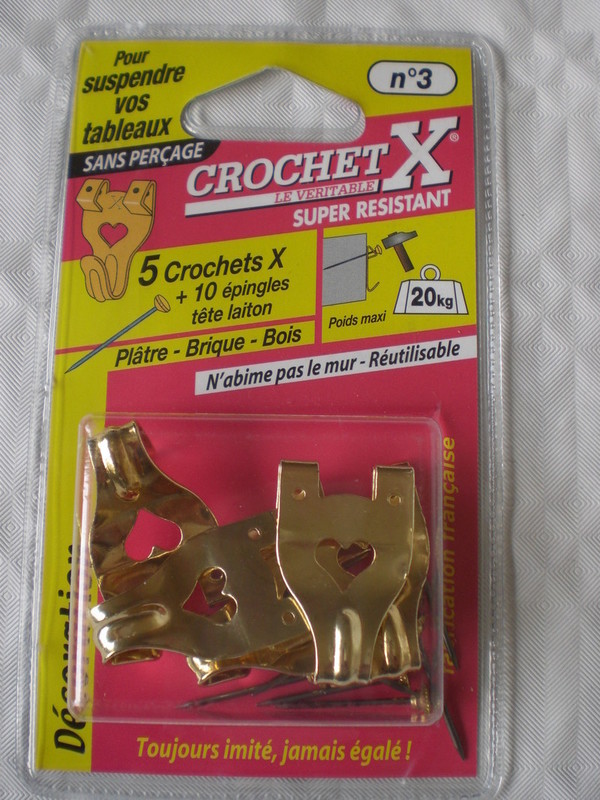 Pour
suspendre
vos
tableaux
SANS PERÇAGE
n°3
CROCHET X®
LE VERITABLE
SUPER RESISTANT
5 Crochets X
+ 10 épingles
tête laiton
Poids maxi
20kg
Plâtre - Brique - Bois
N'abime pas le mur - Réutilisable
Décoration
française
Toujours imité, jamais égalé !